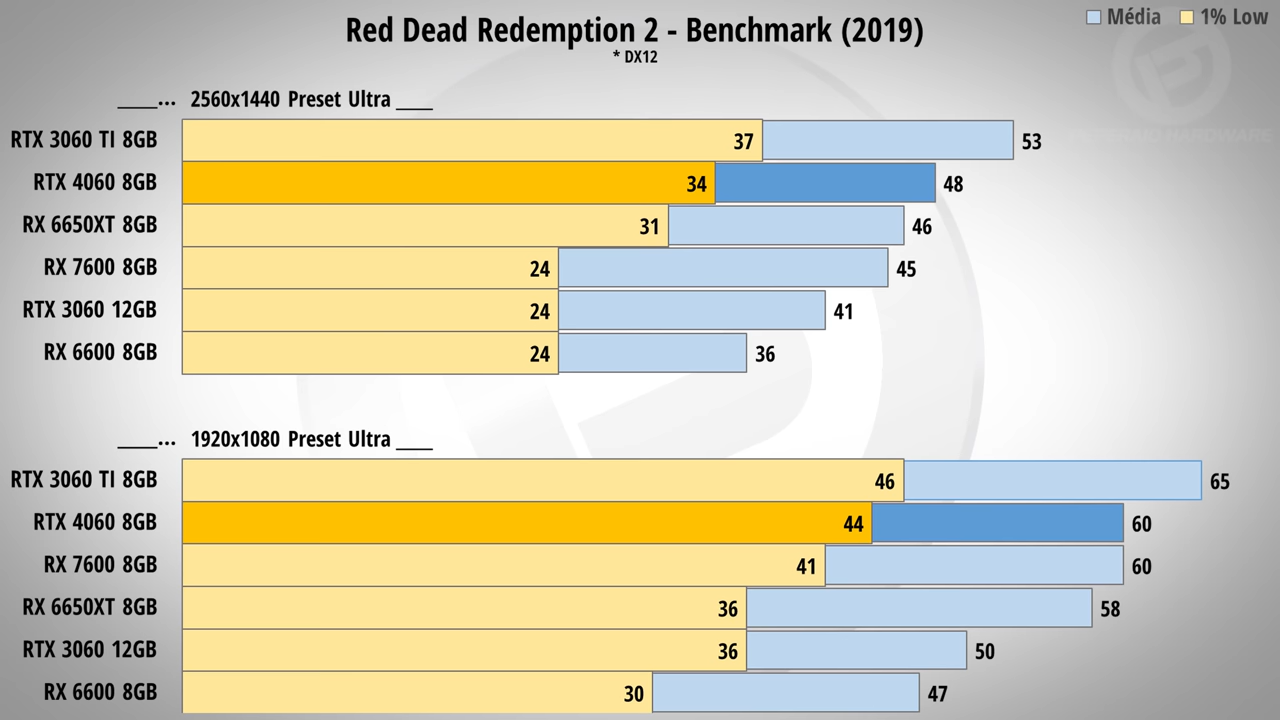 Red Dead Redemption 2 - Benchmark (2019)
* DX12
Média 1% Low
____... 2560x1440 Preset Ultra ____
RTX 3060 TI 8GB 37 53
RTX 4060 8GB 34 48
RX 6650XT 8GB 31 46
RX 7600 8GB 24 45
RTX 3060 12GB 24 41
RX 6600 8GB 24 36
____... 1920x1080 Preset Ultra ____
RTX 3060 TI 8GB 46 65
RTX 4060 8GB 44 60
RX 7600 8GB 41 60
RX 6650XT 8GB 36 58
RTX 3060 12GB 36 50
RX 6600 8GB 30 47